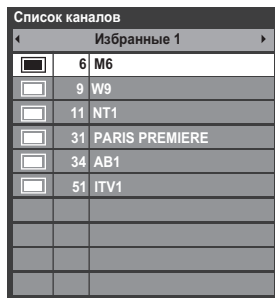 Список каналов
Избранные 1
6 M6
9 W9
11 NT1
31 PARIS PREMIERE
34 AB1
51 ITV1